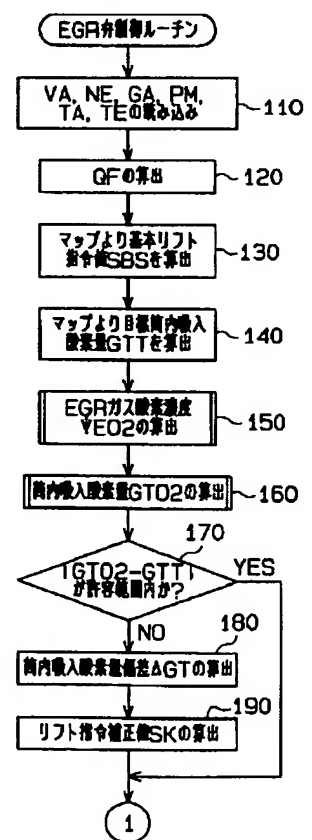 EGR弁制御ルーチン
VA, NE, GA, PM,
TA, TEの読み込み
110
QFの算出
120
マップより基本リフト
指令値SBSを算出
130
マップより目標筒内吸入
酸素量GTTを算出
140
EGRガス酸素濃度
ΨEO2の算出
150
筒内吸入酸素量GTO2の算出
160
170
|GTO2-GTT|
が許容範囲内か?
YES
NO
180
筒内吸入酸素量偏差ΔGTの算出
190
リフト指令補正値SKの算出
1